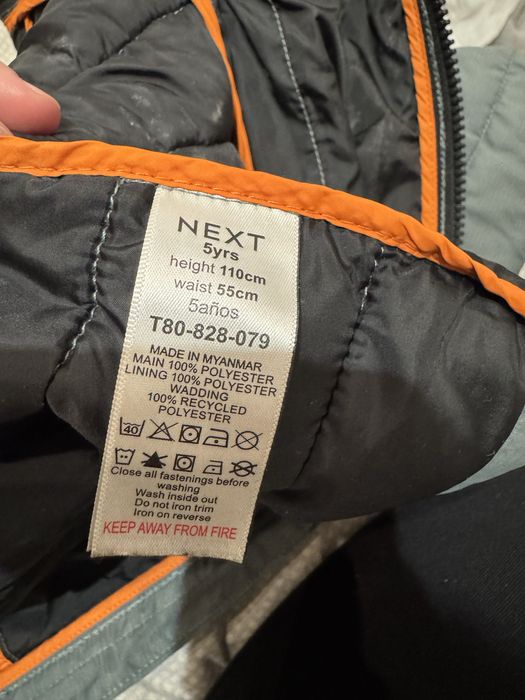 NEXT
5yrs
height 110cm
waist 55cm
5años
T80-828-079
MADE IN MYANMAR
MAIN 100% POLYESTER
LINING 100% POLYESTER
WADDING
100% RECYCLED
POLYESTER
40
Close all fastenings before
washing
Wash inside out
Do not iron trim
Iron on reverse
KEEP AWAY FROM FIRE